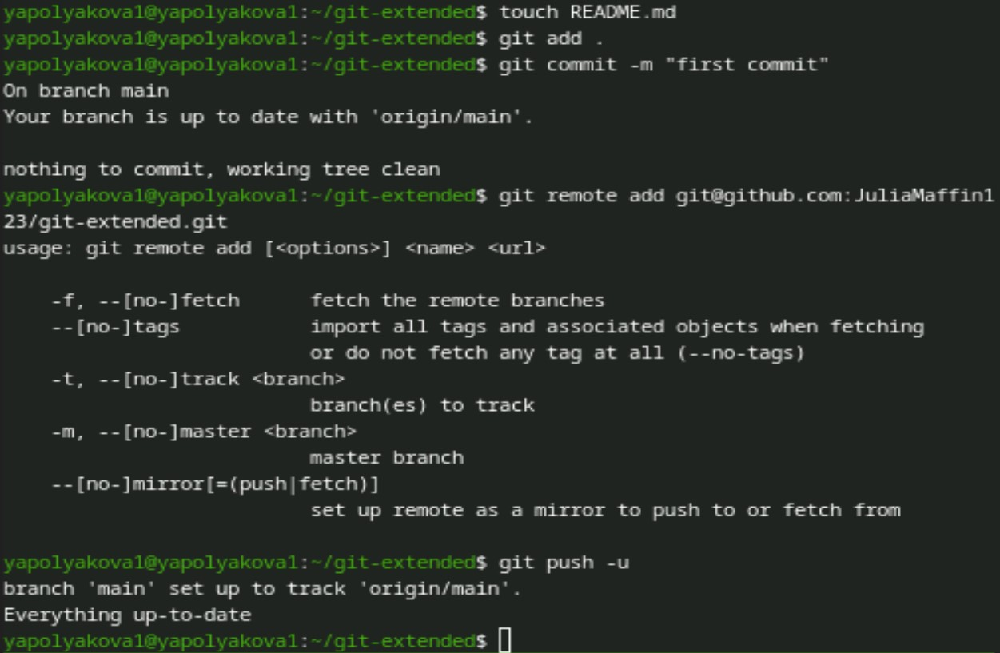 yapolyakova1@yapolyakova1:~/git-extended$ touch README.md
yapolyakova1@yapolyakova1:~/git-extended$ git add .
yapolyakova1@yapolyakova1:~/git-extended$ git commit -m "first commit"
On branch main
Your branch is up to date with 'origin/main'.

nothing to commit, working tree clean
yapolyakova1@yapolyakova1:~/git-extended$ git remote add git@github.com:JuliaMaffin1
23/git-extended.git
usage: git remote add [<options>] <name> <url>

    -f, --[no-]fetch      fetch the remote branches
    --[no-]tags           import all tags and associated objects when fetching
                          or do not fetch any tag at all (--no-tags)
    -t, --[no-]track <branch>
                          branch(es) to track
    -m, --[no-]master <branch>
                          master branch
    --[no-]mirror[=(push|fetch)]
                          set up remote as a mirror to push to or fetch from

yapolyakova1@yapolyakova1:~/git-extended$ git push -u
branch 'main' set up to track 'origin/main'.
Everything up-to-date
yapolyakova1@yapolyakova1:~/git-extended$